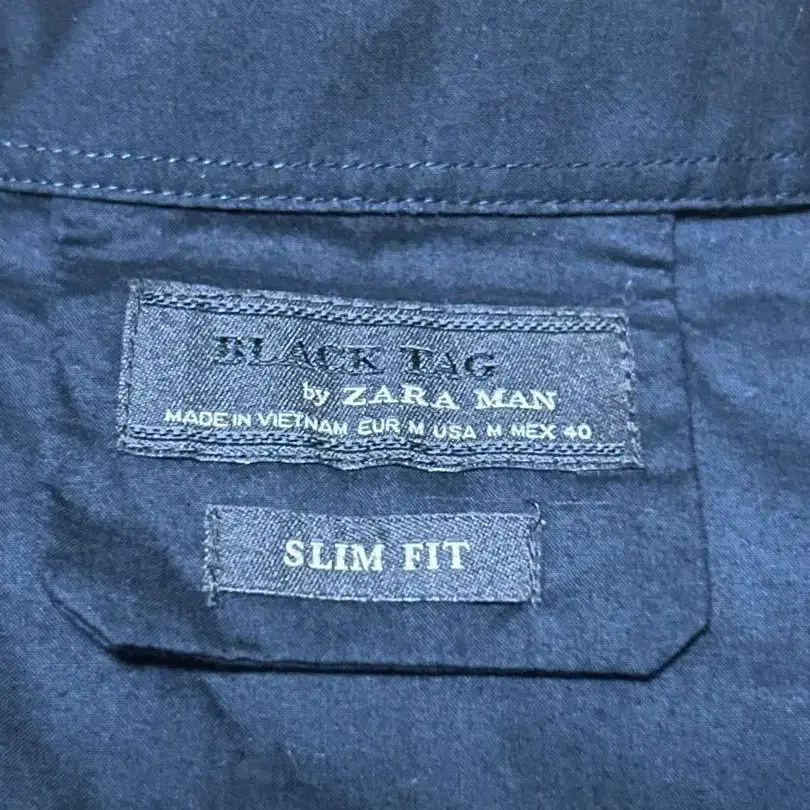 BLACK TAG
by ZARA MAN
MADE IN VIETNAM EUR M USA M MEX 40
SLIM FIT